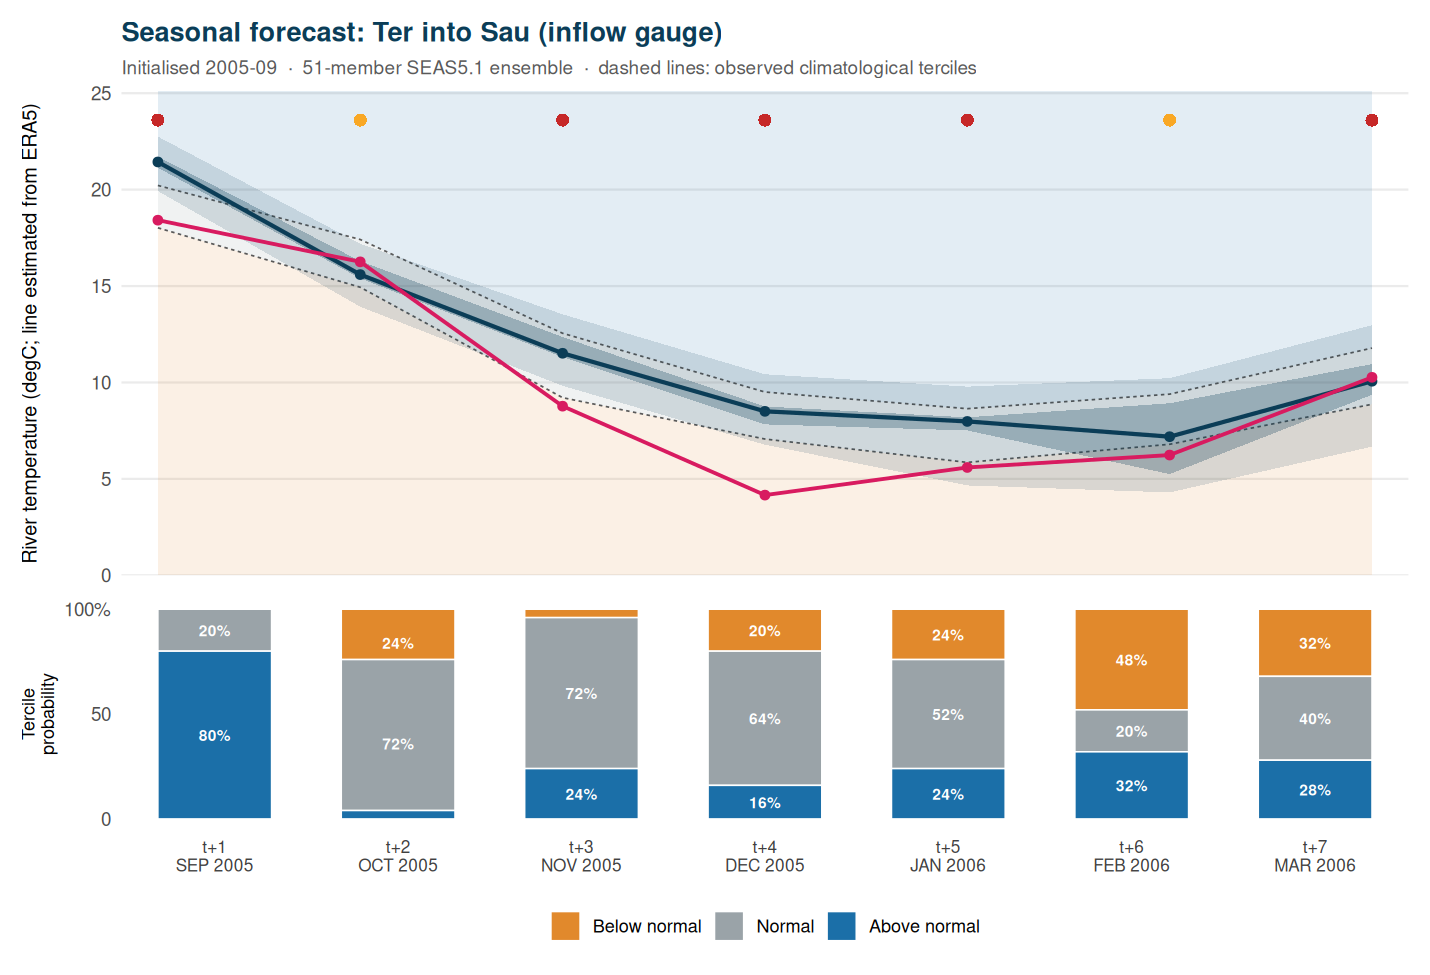 Seasonal forecast: Ter into Sau (inflow gauge)
Initialised 2005-09 · 51-member SEAS5.1 ensemble · dashed lines: observed climatological terciles
River temperature (degC; line estimated from ERA5)
25
20
15
10
5
0
Tercile
probability
100%
50
0
20%
80%
24%
72%
72%
24%
20%
64%
16%
24%
52%
24%
48%
20%
32%
32%
40%
28%
t+1
SEP 2005
t+2
OCT 2005
t+3
NOV 2005
t+4
DEC 2005
t+5
JAN 2006
t+6
FEB 2006
t+7
MAR 2006
Below normal
Normal
Above normal